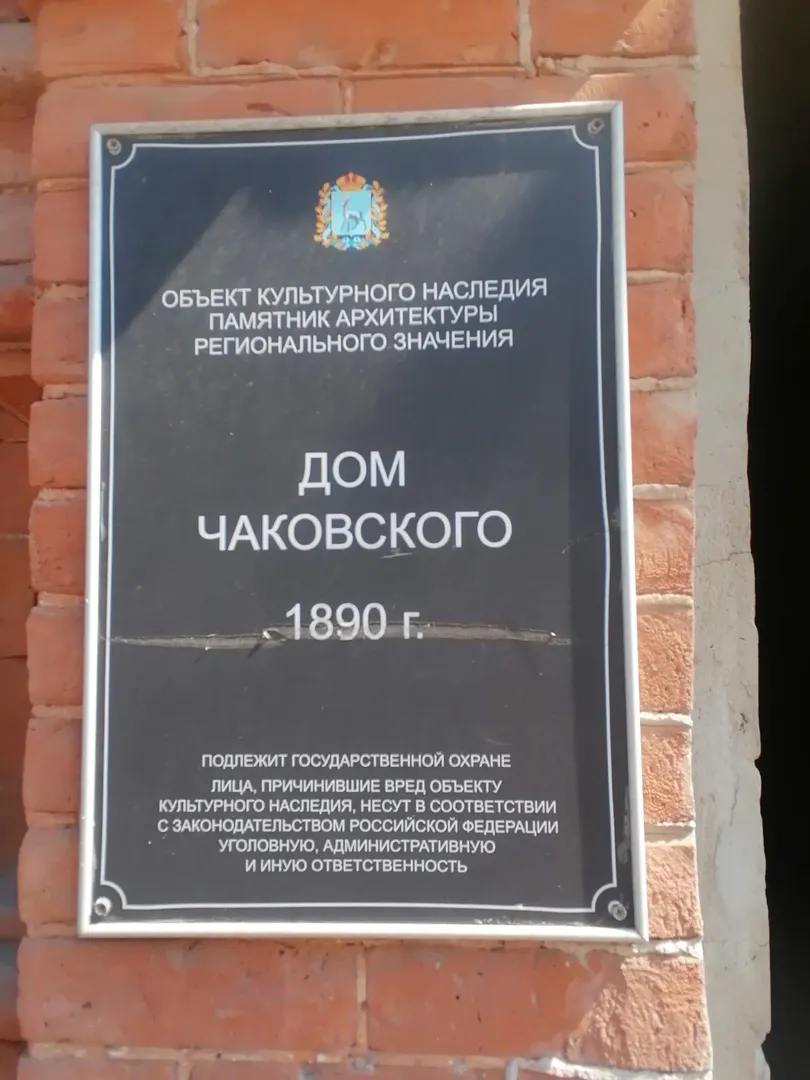 ОБЪЕКТ КУЛЬТУРНОГО НАСЛЕДИЯ
ПАМЯТНИК АРХИТЕКТУРЫ
РЕГИОНАЛЬНОГО ЗНАЧЕНИЯ
ДОМ
ЧАКОВСКОГО
1890 г.
ПОДЛЕЖИТ ГОСУДАРСТВЕННОЙ ОХРАНЕ
ЛИЦА, ПРИЧИНИВШИЕ ВРЕД ОБЪЕКТУ
КУЛЬТУРНОГО НАСЛЕДИЯ, НЕСУТ В СООТВЕТСТВИИ
С ЗАКОНОДАТЕЛЬСТВОМ РОССИЙСКОЙ ФЕДЕРАЦИИ
УГОЛОВНУЮ, АДМИНИСТРАТИВНУЮ
И ИНУЮ ОТВЕТСТВЕННОСТЬ